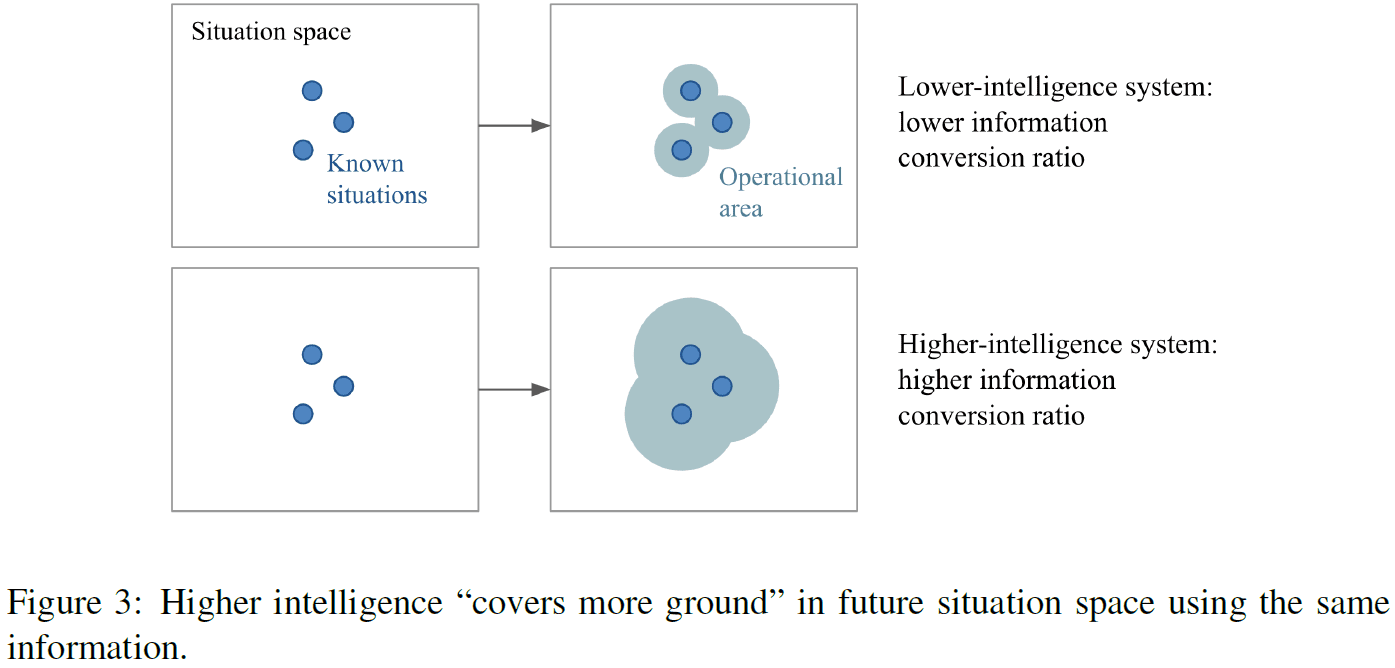 Situation space
Known
situations
Operational
area
Lower-intelligence system:
lower information
conversion ratio
Higher-intelligence system:
higher information
conversion ratio
Figure 3: Higher intelligence “covers more ground” in future situation space using the same
information.